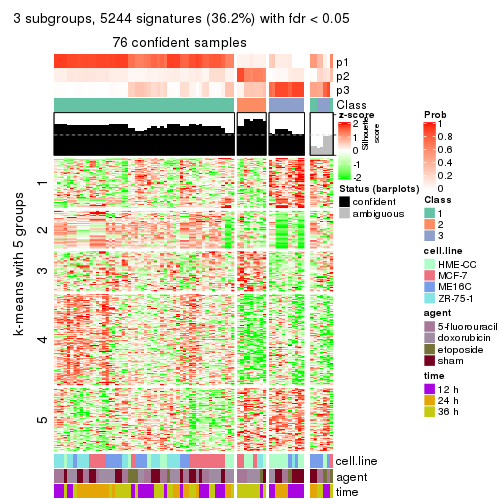 3 subgroups, 5244 signatures (36.2%) with fdr < 0.05
76 confident samples
p1
p2
p3
Class
k-means with 5 groups
1
2
3
4
5
cell.line
agent
time
z-score
2
1
0
-1
-2
Silhouette
score
Status (barplots)
confident
ambiguous
Prob
1
0.8
0.6
0.4
0.2
0
Class
1
2
3
cell.line
HME-CC
MCF-7
ME16C
ZR-75-1
agent
5-fluorouracil
doxorubicin
etoposide
sham
time
12 h
24 h
36 h